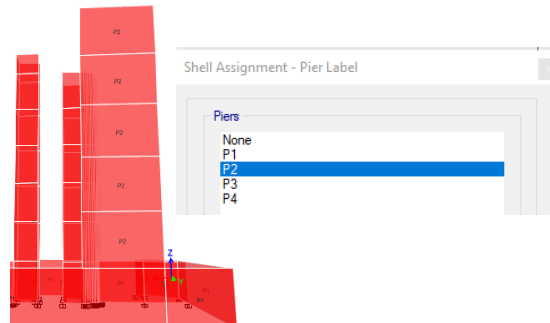 P2
Shell Assignment - Pier Label
P2
Piers
None
P1
P2
P3
P4
P2
P2
P2
Z